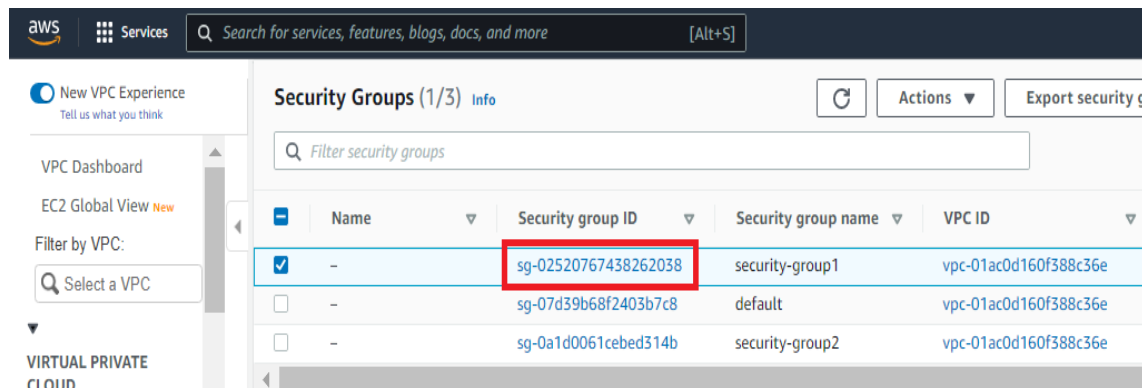 aws Services Search for services, features, blogs, docs, and more [Alt+S]
New VPC Experience
Tell us what you think
VPC Dashboard
EC2 Global View New
Filter by VPC:
Select a VPC
VIRTUAL PRIVATE
CLOUD
Security Groups (1/3) Info
Actions
Export security g
Filter security groups
Name Security group ID Security group name VPC ID
– sg-02520767438262038 security-group1 vpc-01ac0d160f388c36e
– sg-07d39b68f2403b7c8 default vpc-01ac0d160f388c36e
– sg-0a1d0061cebed314b security-group2 vpc-01ac0d160f388c36e